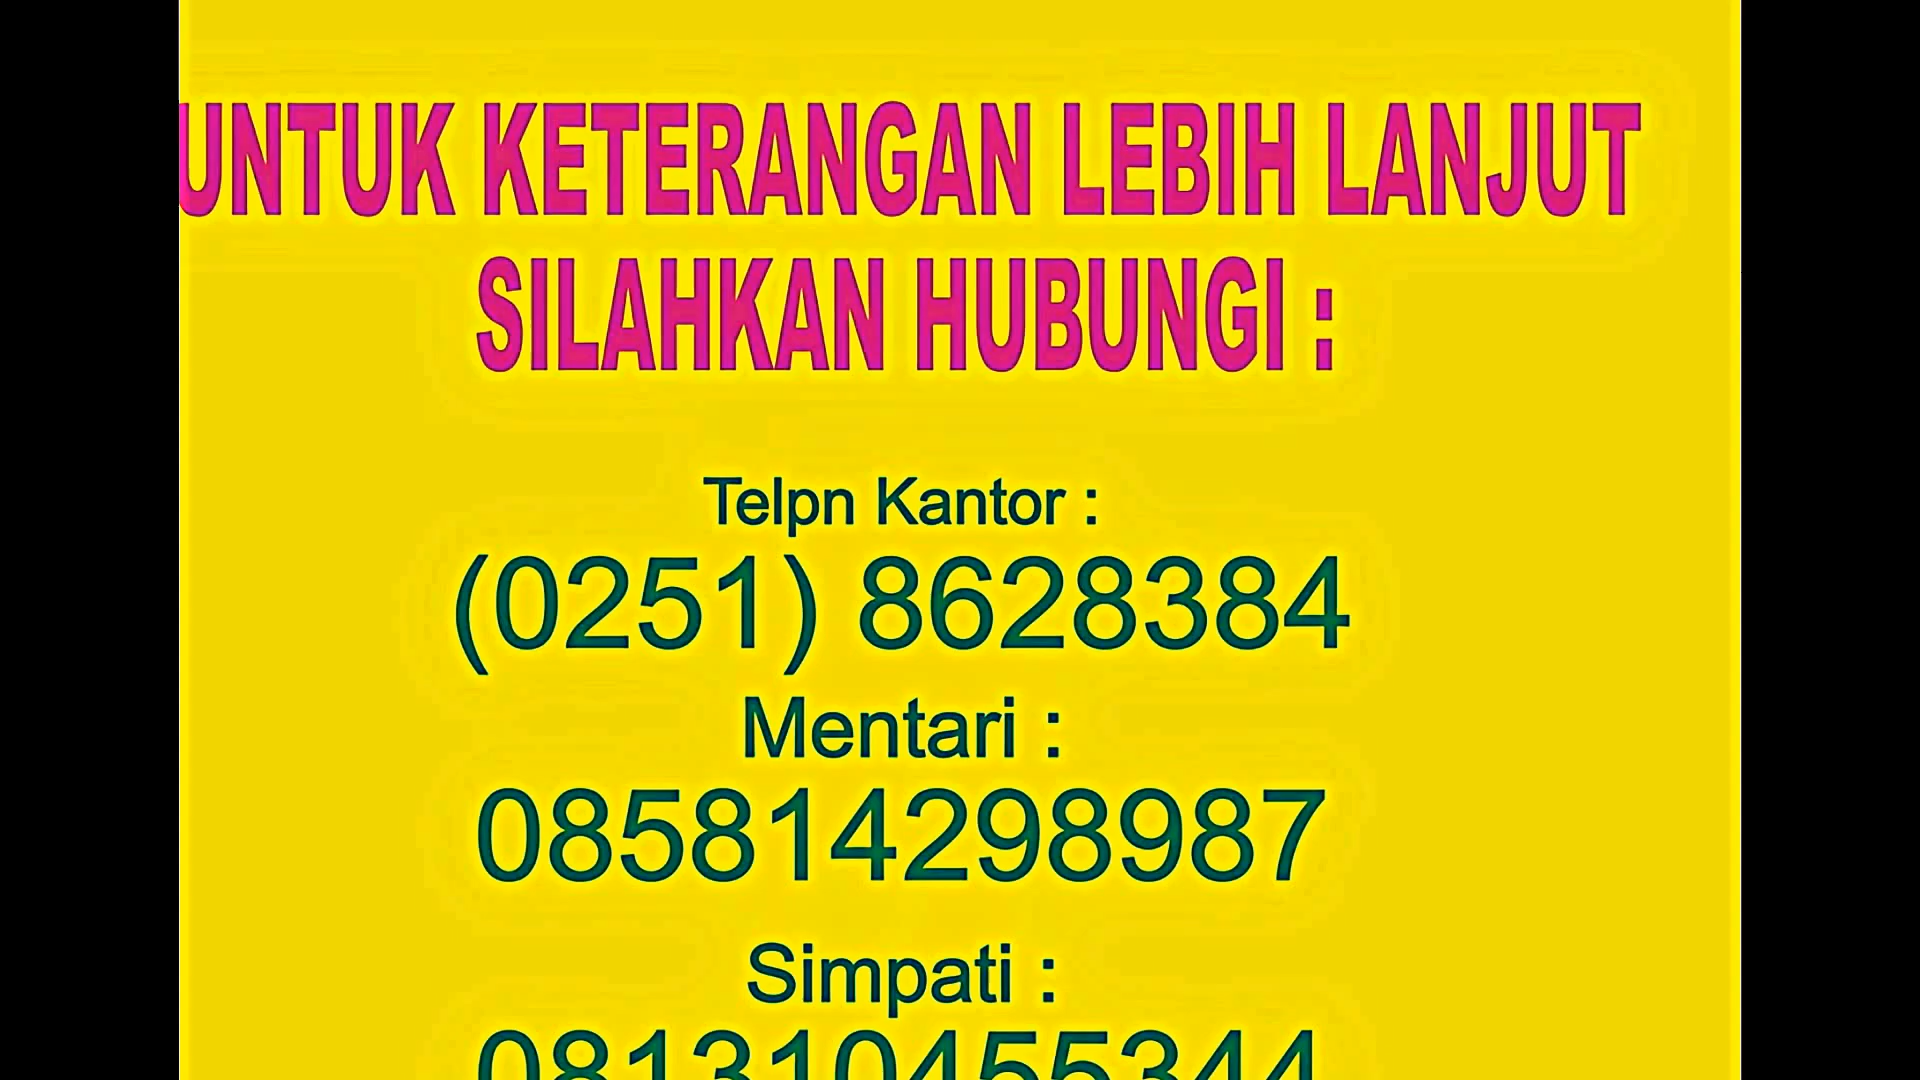 UNTUK KETERANGAN LEBIH LANJUT
SILAHKAN HUBUNGI :
Telpn Kantor :
(0251) 8628384
Mentari :
085814298987
Simpati :